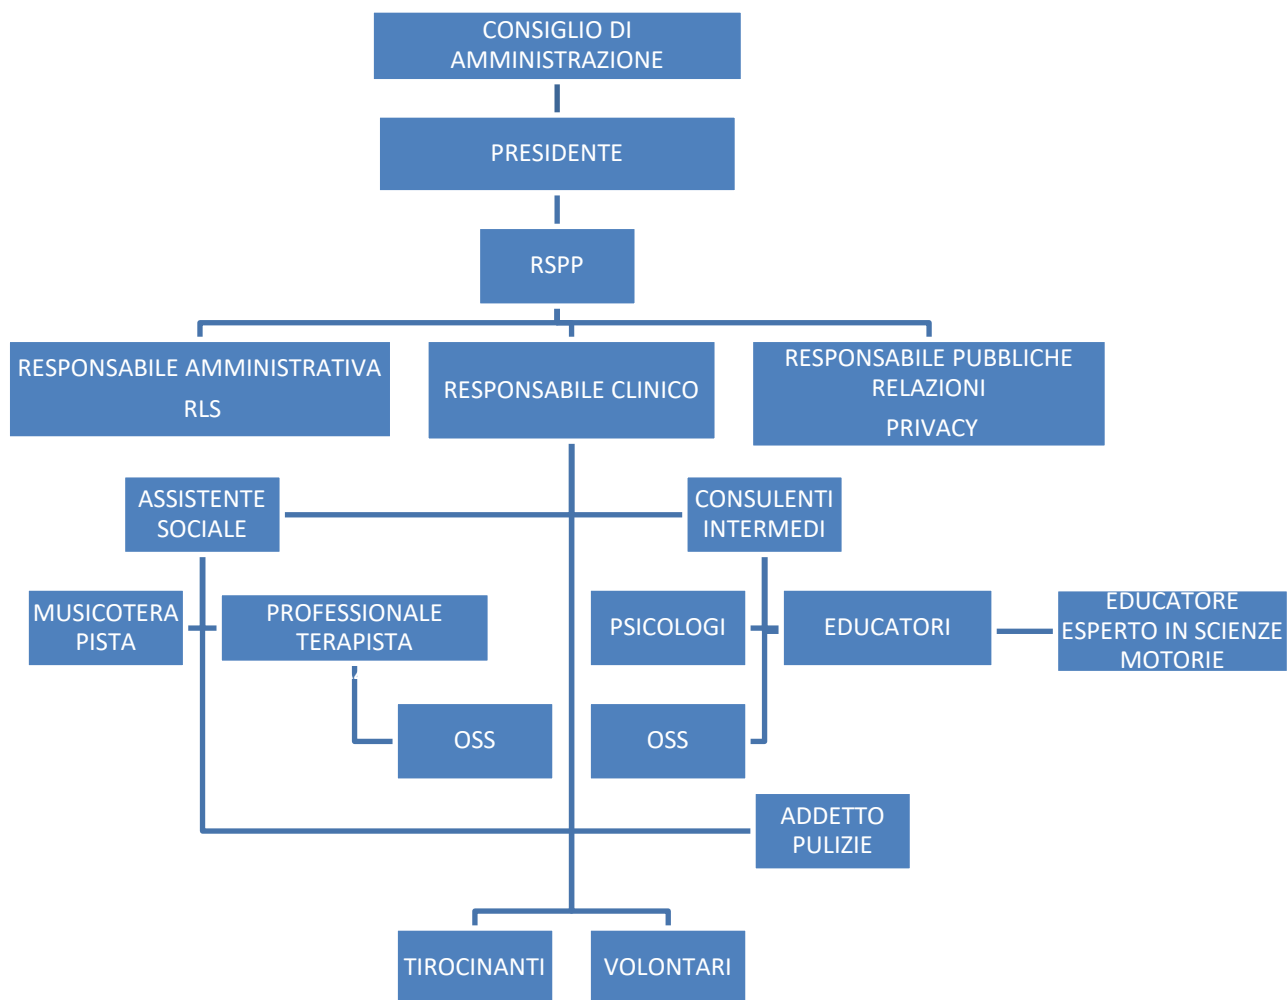 CONSIGLIO DI
AMMINISTRAZIONE
PRESIDENTE
RSPP
RESPONSABILE AMMINISTRATIVA
RLS
RESPONSABILE CLINICO
RESPONSABILE PUBBLICHE
RELAZIONI
PRIVACY
ASSISTENTE
SOCIALE
CONSULENTI
INTERMEDI
MUSICOTERA
PISTA
PROFESSIONALE
TERAPISTA
PSICOLOGI
EDUCATORI
EDUCATORE
ESPERTO IN SCIENZE
MOTORIE
OSS
OSS
ADDETTO
PULIZIE
TIROCINANTI
VOLONTARI